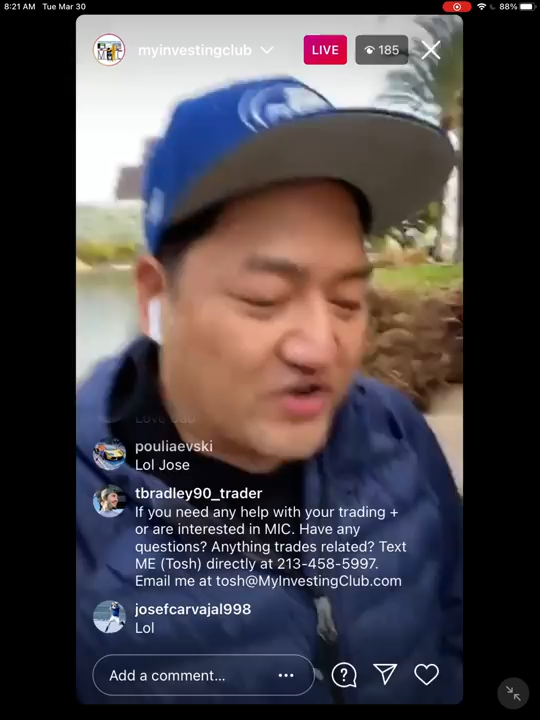 8:21 AM Tue Mar 30
88%
myinvestingclub
LIVE
185
Love
pouliaevski
Lol Jose
tbradley90_trader
If you need any help with your trading +
or are interested in MIC. Have any
questions? Anything trades related? Text
ME (Tosh) directly at 213-458-5997.
Email me at tosh@MyInvestingClub.com
josefcarvajal998
Lol
Add a comment...